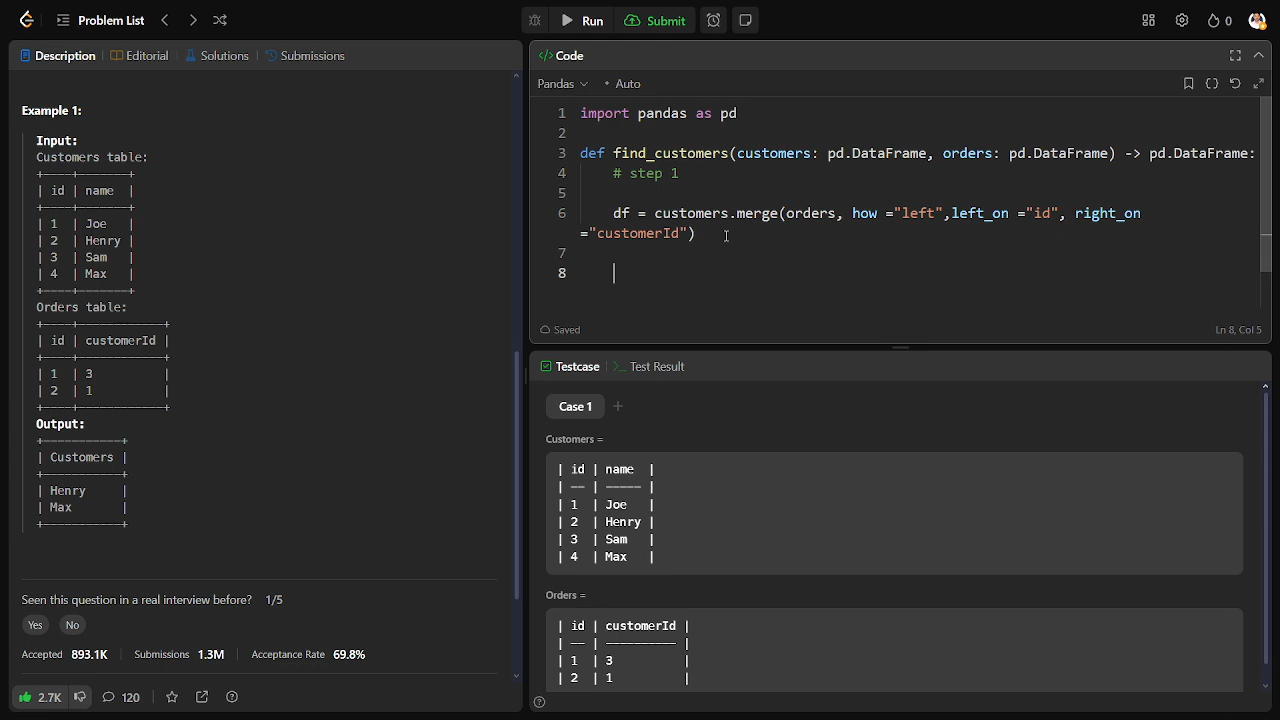 Problem List
Run
Submit
0
Description
Editorial
Solutions
Submissions
Example 1:
Input:
Customers table:
+----+-------+
| id | name  |
+----+-------+
| 1  | Joe   |
| 2  | Henry |
| 3  | Sam   |
| 4  | Max   |
+----+-------+
Orders table:
+----+------------+
| id | customerId |
+----+------------+
| 1  | 3          |
| 2  | 1          |
+----+------------+
Output:
+-----------+
| Customers |
+-----------+
| Henry     |
| Max       |
+-----------+
Seen this question in a real interview before? 1/5
Yes No
Accepted 893.1K Submissions 1.3M Acceptance Rate 69.8%
2.7K 120
</> Code
Pandas Auto
1 import pandas as pd
2
3 def find_customers(customers: pd.DataFrame, orders: pd.DataFrame) -> pd.DataFrame:
4 # step 1
5
6 df = customers.merge(orders, how ="left",left_on ="id", right_on
="customerId")
7
8
Saved
Ln 8, Col 5
Testcase
>_ Test Result
Case 1 +
Customers =
| id | name  |
| -- | ----- |
| 1  | Joe   |
| 2  | Henry |
| 3  | Sam   |
| 4  | Max   |
Orders =
| id | customerId |
| -- | ---------- |
| 1  | 3          |
| 2  | 1          |